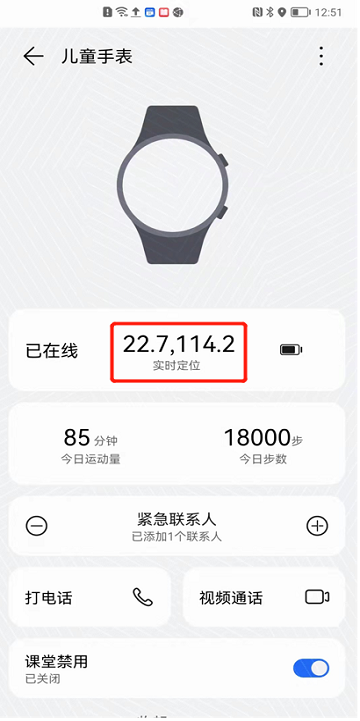 12:51
儿童手表
已在线
22.7,114.2
实时定位
85分钟
今日运动量
18000步
今日步数
紧急联系人
已添加1个联系人
打电话
视频通话
课堂禁用
已关闭